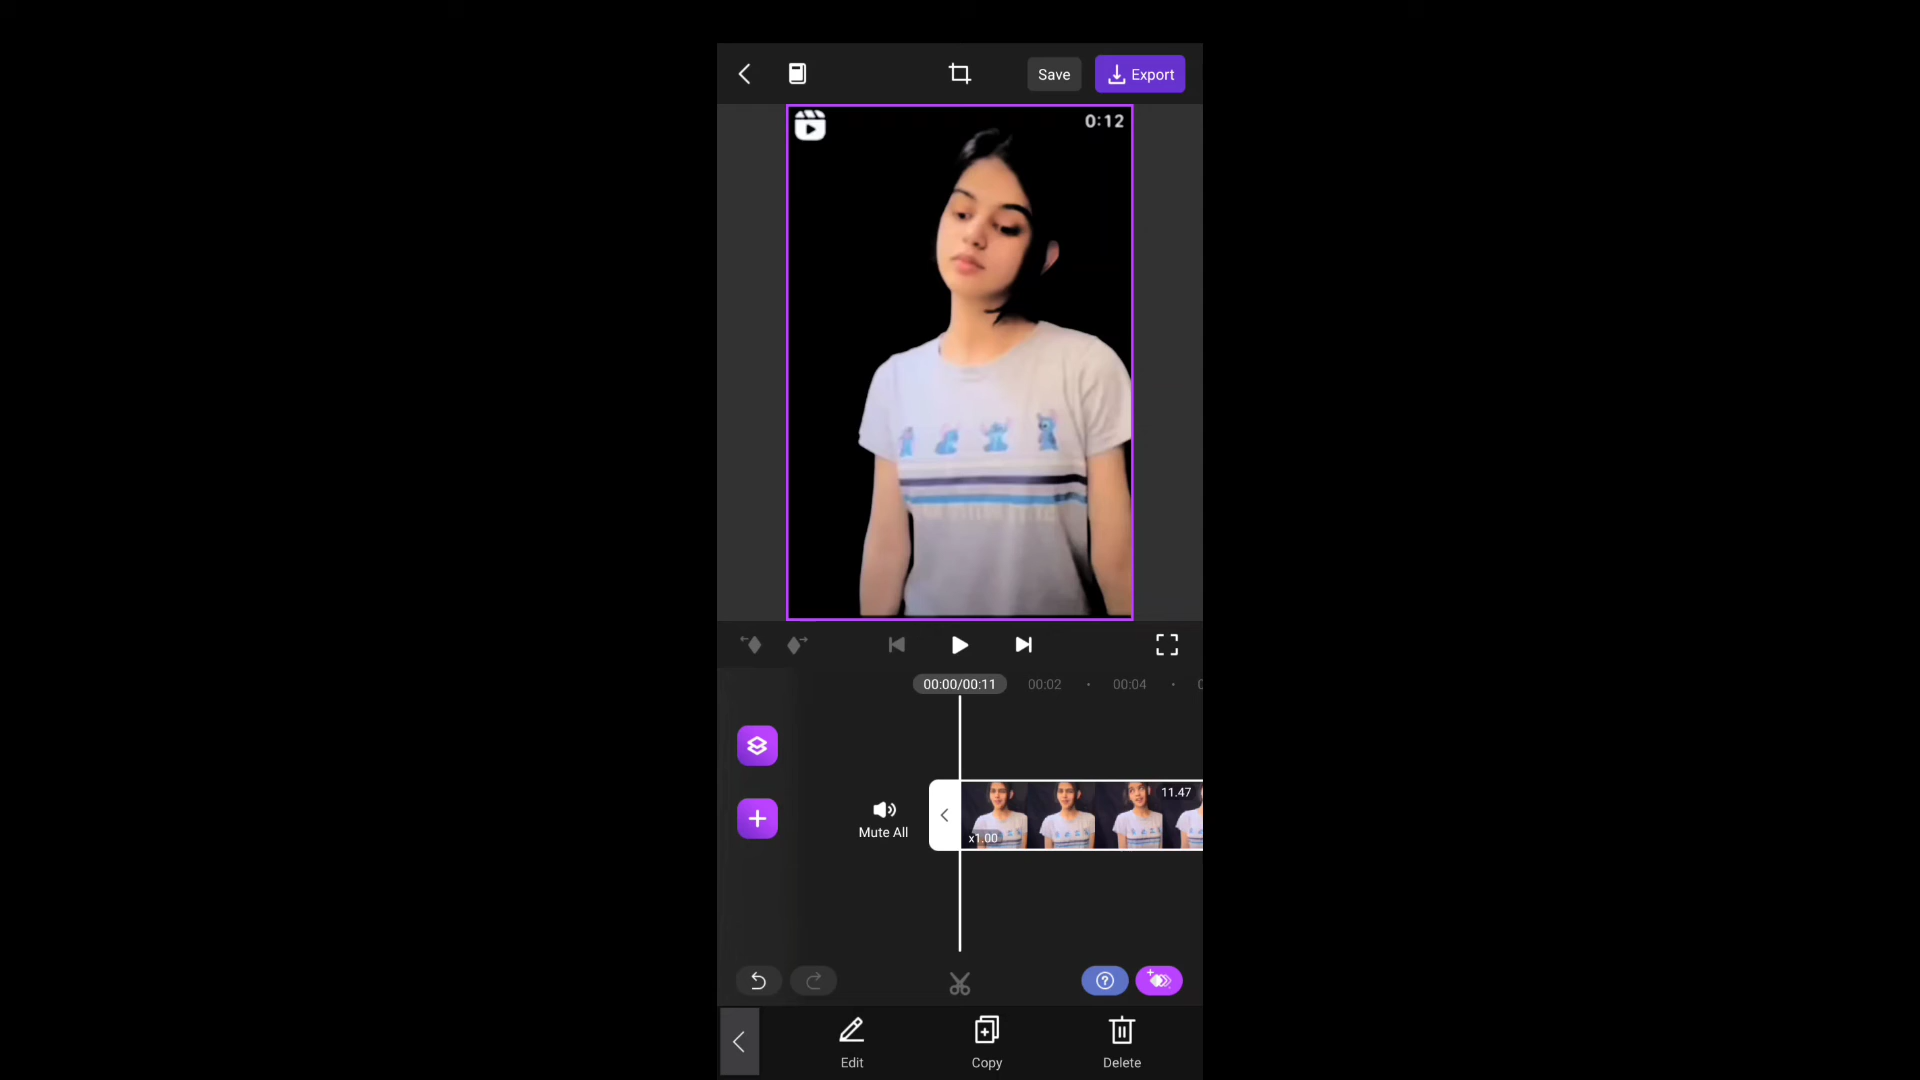 Save
Export
0:12
00:00/00:11
00:02
00:04
Mute All
11.47
x1.00
Edit
Copy
Delete